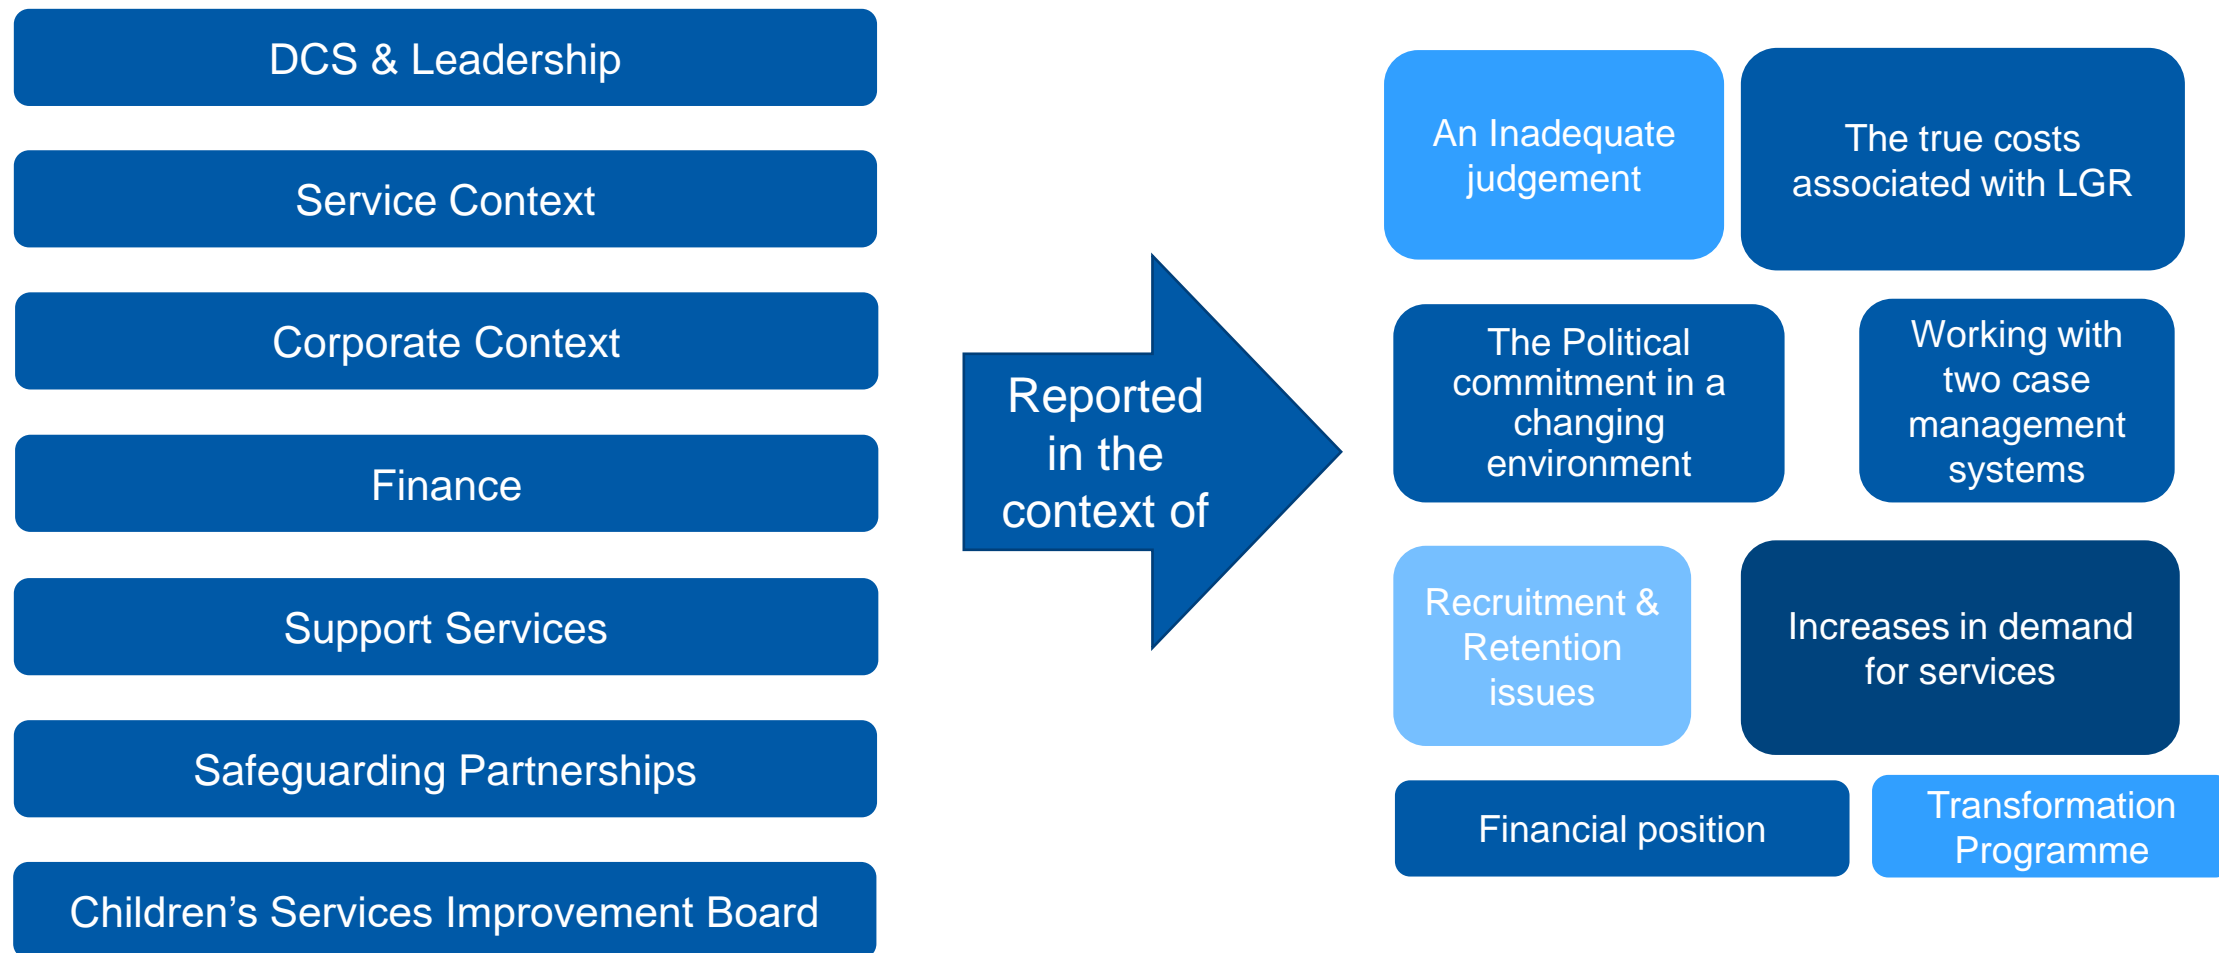 DCS & Leadership
Service Context
Corporate Context
Finance
Support Services
Safeguarding Partnerships
Children’s Services Improvement Board
Reported
in the
context of
An Inadequate
judgement
The true costs
associated with LGR
The Political
commitment in a
changing
environment
Working with
two case
management
systems
Recruitment &
Retention
issues
Increases in demand
for services
Financial position
Transformation
Programme